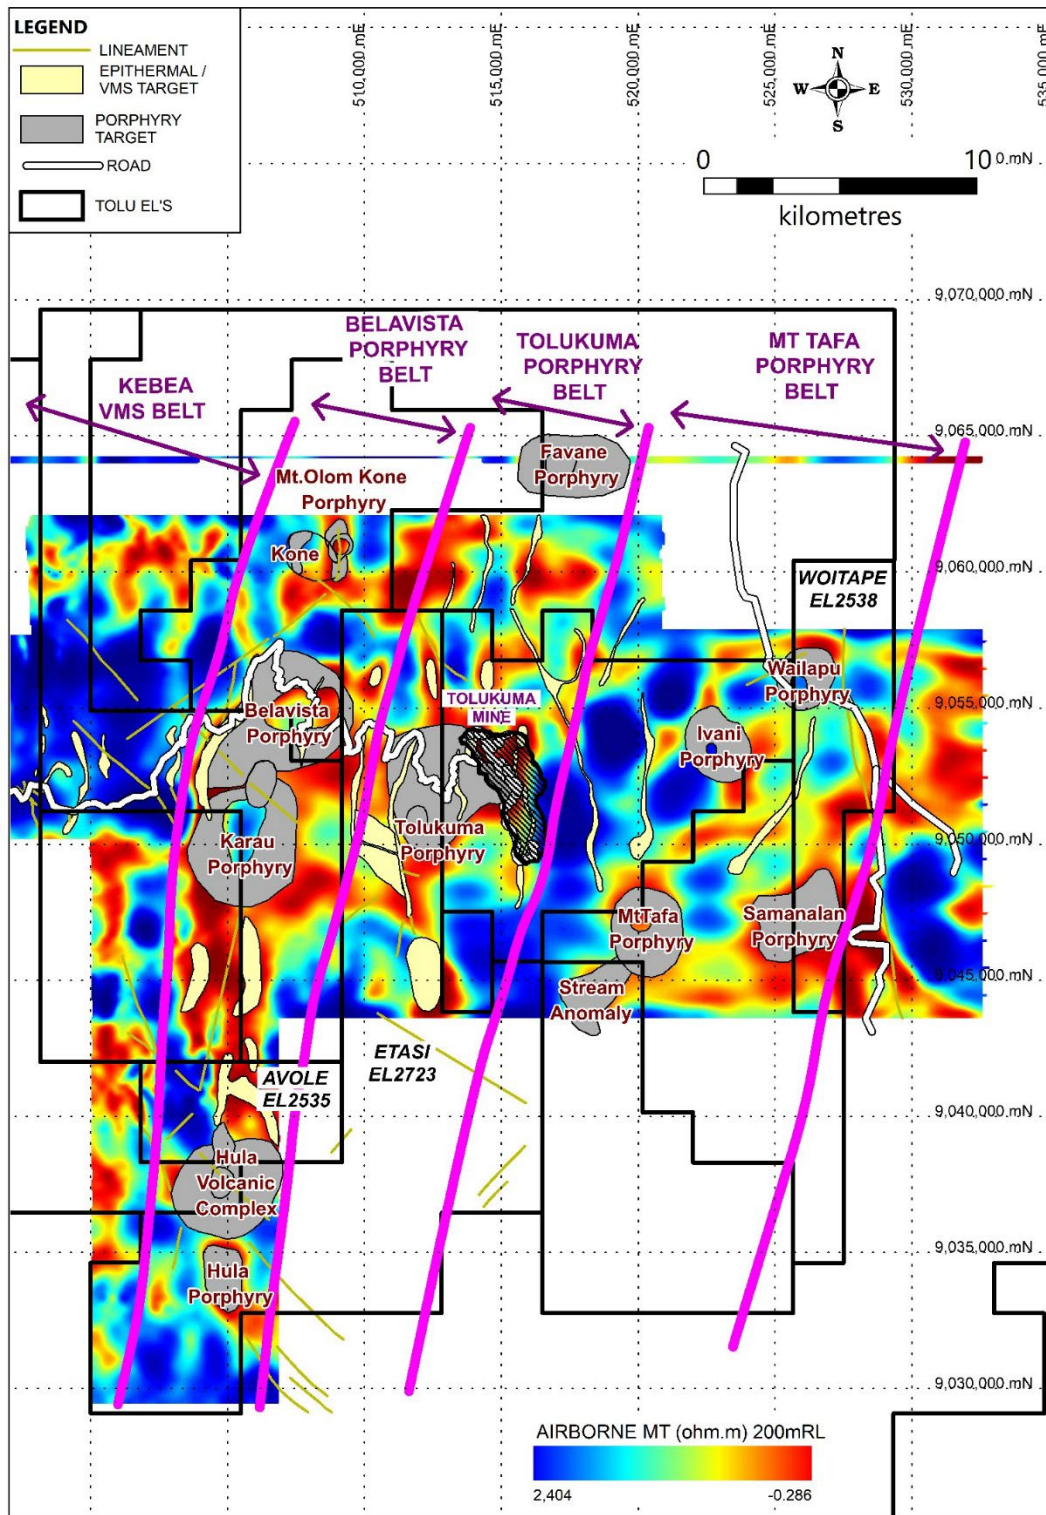 LEGEND
LINEAMENT
EPITHERMAL /
VMS TARGET
PORPHYRY
TARGET
ROAD
TOLU EL'S
510,000.mE
515,000.mE
520,000.mE
525,000.mE
530,000.mE
N
W
E
S
0
10
kilometres
9,070,000.mN
KEBEA
VMS BELT
BELAVISTA
PORPHYRY
BELT
TOLUKUMA
PORPHYRY
BELT
MT TAFA
PORPHYRY
BELT
9,065,000.mN
Favane
Porphyry
Mt.Olom Kone
Porphyry
Kone
9,060,000.mN
WOITAPE
EL2538
Wailapu
Porphyry
9,055,000.mN
Belavista
Porphyry
TOLUKUMA
MINE
Ivani
Porphyry
Karau
Porphyry
Tolukuma
Porphyry
9,050,000.mN
MtTafa
Porphyry
Samanalan
Porphyry
9,045,000.mN
Stream
Anomaly
ETASI
EL2723
AVOLE
EL2535
9,040,000.mN
Hula
Volcanic
Complex
9,035,000.mN
Hula
Porphyry
9,030,000.mN
AIRBORNE MT (ohm.m) 200mRL
2,404
-0.286